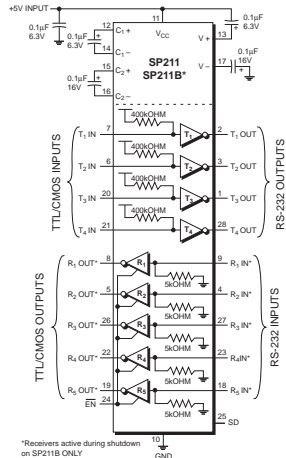 +5V INPUT
0.1µF
6.3V
11
VCC
0.1µF
6.3V
12
C1 +
14
C1 –
0.1µF
16V
15
C2 +
16
C2 –
SP211
SP211B*
V +
13
V –
17
0.1µF
16V
TTL/CMOS INPUTS
RS-232 OUTPUTS
400kOHM
T1 IN
7
T1
2
T1 OUT
400kOHM
T2 IN
6
T2
3
T2 OUT
400kOHM
T3 IN
20
T3
1
T3 OUT
400kOHM
T4 IN
21
T4
28
T4 OUT
TTL/CMOS OUTPUTS
RS-232 INPUTS
R1 OUT*
8
R1
9
R1 IN*
5kOHM
R2 OUT*
5
R2
4
R2 IN*
5kOHM
R3 OUT*
26
R3
27
R3 IN*
5kOHM
R4 OUT*
22
R4
23
R4IN*
5kOHM
R5 OUT*
19
R5
18
R5 IN*
5kOHM
EN
24
25
SD
10
GND
*Receivers active during shutdown
on SP211B ONLY